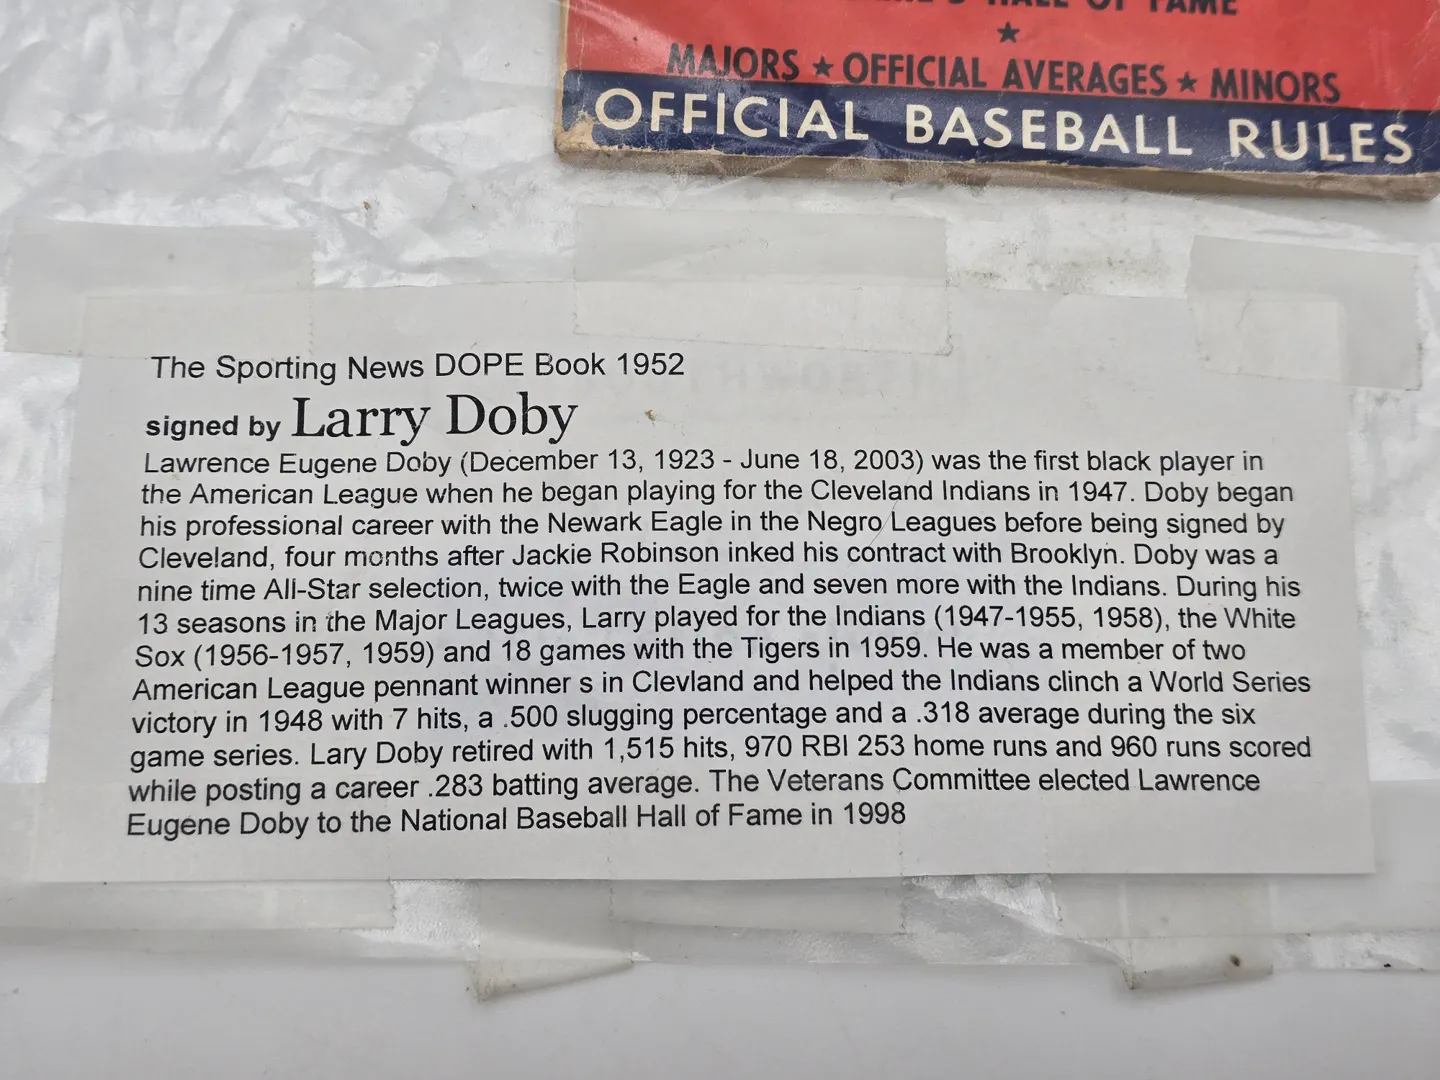 HALL OF FAME
★
MAJORS ★ OFFICIAL AVERAGES ★ MINORS
OFFICIAL BASEBALL RULES
The Sporting News DOPE Book 1952
signed by Larry Doby
Lawrence Eugene Doby (December 13, 1923 - June 18, 2003) was the first black player in
the American League when he began playing for the Cleveland Indians in 1947. Doby began
his professional career with the Newark Eagle in the Negro Leagues before being signed by
Cleveland, four months after Jackie Robinson inked his contract with Brooklyn. Doby was a
nine time All-Star selection, twice with the Eagle and seven more with the Indians. During his
13 seasons in the Major Leagues, Larry played for the Indians (1947-1955, 1958), the White
Sox (1956-1957, 1959) and 18 games with the Tigers in 1959. He was a member of two
American League pennant winner s in Clevland and helped the Indians clinch a World Series
victory in 1948 with 7 hits, a .500 slugging percentage and a .318 average during the six
game series. Lary Doby retired with 1,515 hits, 970 RBI 253 home runs and 960 runs scored
while posting a career .283 batting average. The Veterans Committee elected Lawrence
Eugene Doby to the National Baseball Hall of Fame in 1998